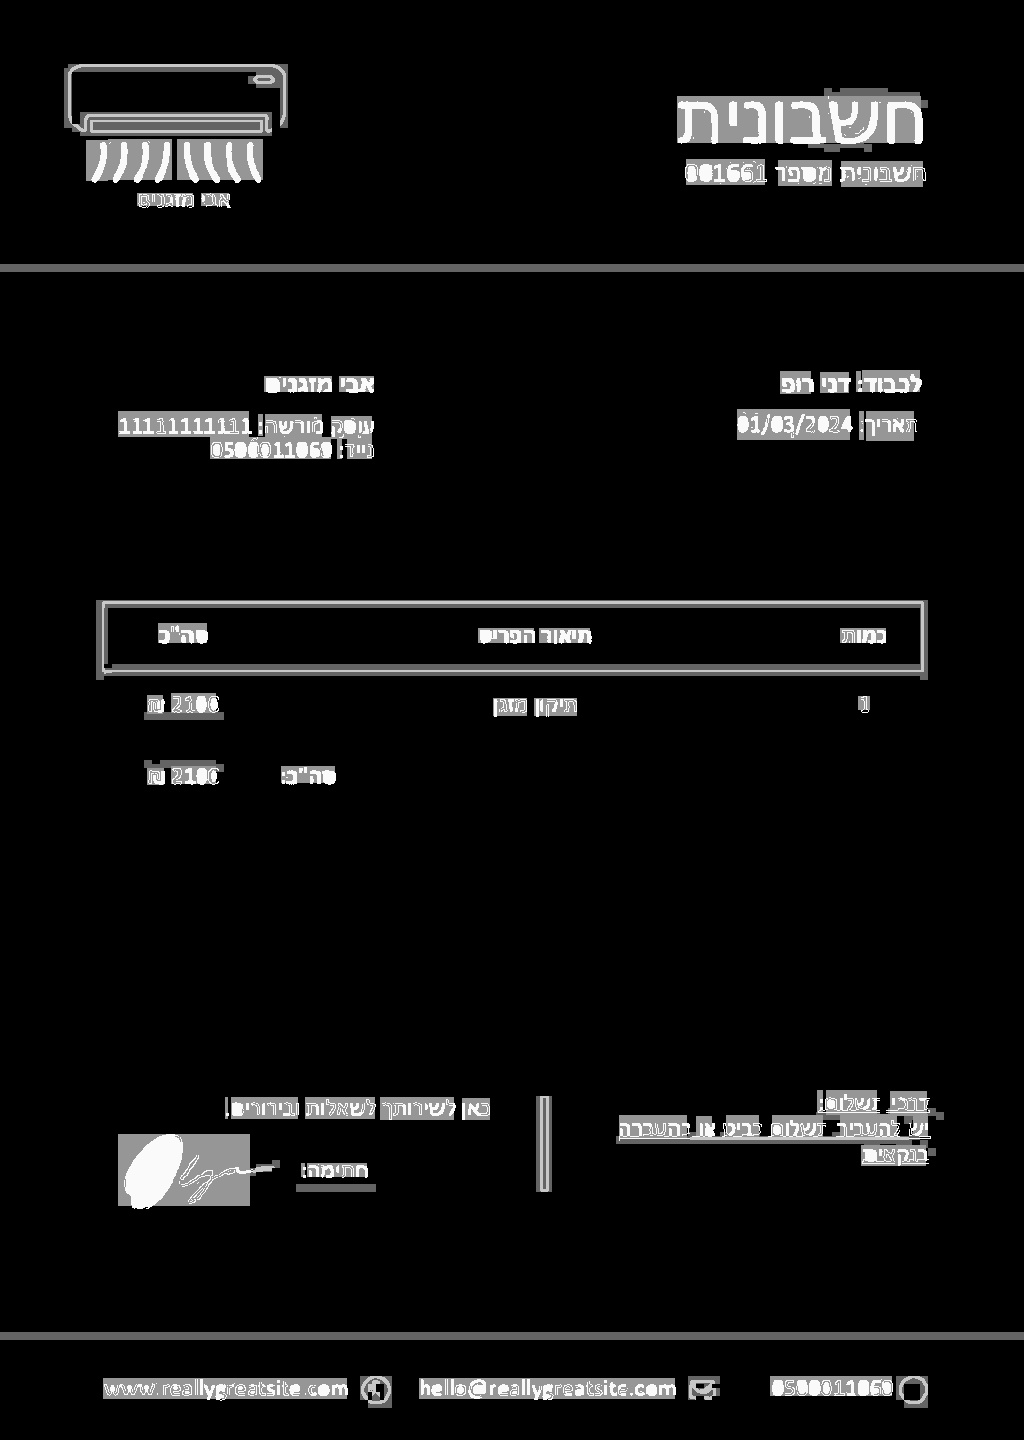 חשבונית
חשבונית מספר 001661
אבי מזגנים
לכבוד: דני רופ
תאריך: 01/03/2024
אבי מזגנים
עוסק מורשה: 11111111111
נייד: 0500011060
כמות תיאור הפריט סה"כ
1 תיקון מזגן 2100 ₪
סה"כ: 2100 ₪
דרכי תשלום:
יש להעביר תשלום בביט או בהעברה
בנקאית
כאן לשירותך לשאלות ובירורים.
חתימה:
0500011060
hello@reallygreatsite.com
www.reallygreatsite.com